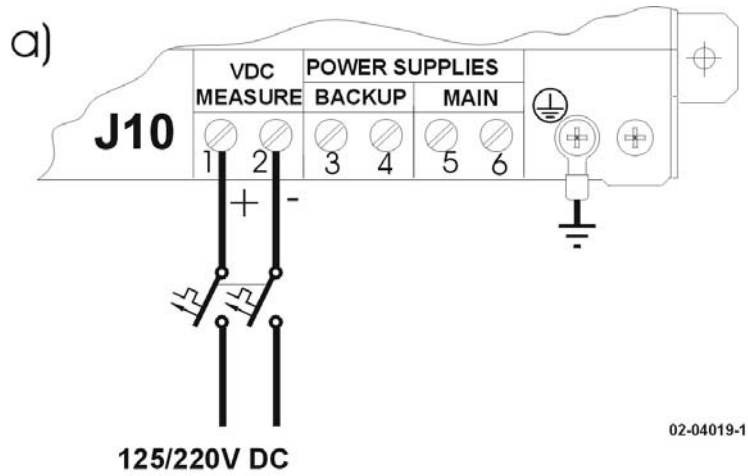 a)
VDC POWER SUPPLIES
MEASURE BACKUP MAIN
J10
1 2 3 4 5 6
+ -
02-04019-1
125/220V DC